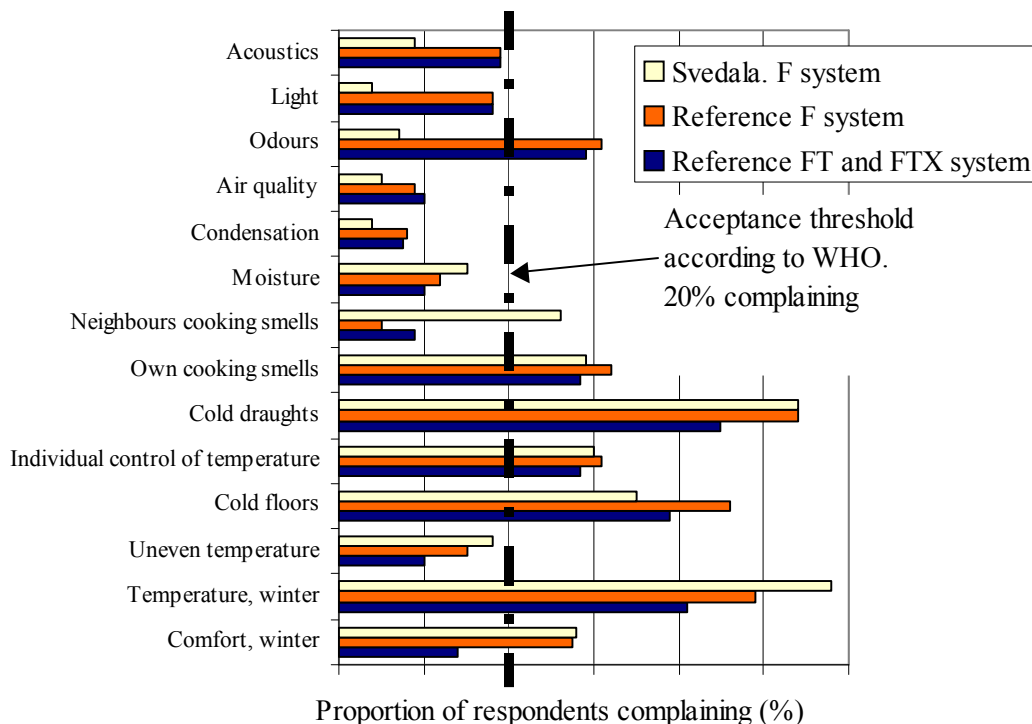 Acoustics
Light
Odours
Air quality
Condensation
Moisture
Neighbours cooking smells
Own cooking smells
Cold draughts
Individual control of temperature
Cold floors
Uneven temperature
Temperature, winter
Comfort, winter
Svedala. F system
Reference F system
Reference FT and FTX system
Acceptance threshold
according to WHO.
20% complaining
Proportion of respondents complaining (%)